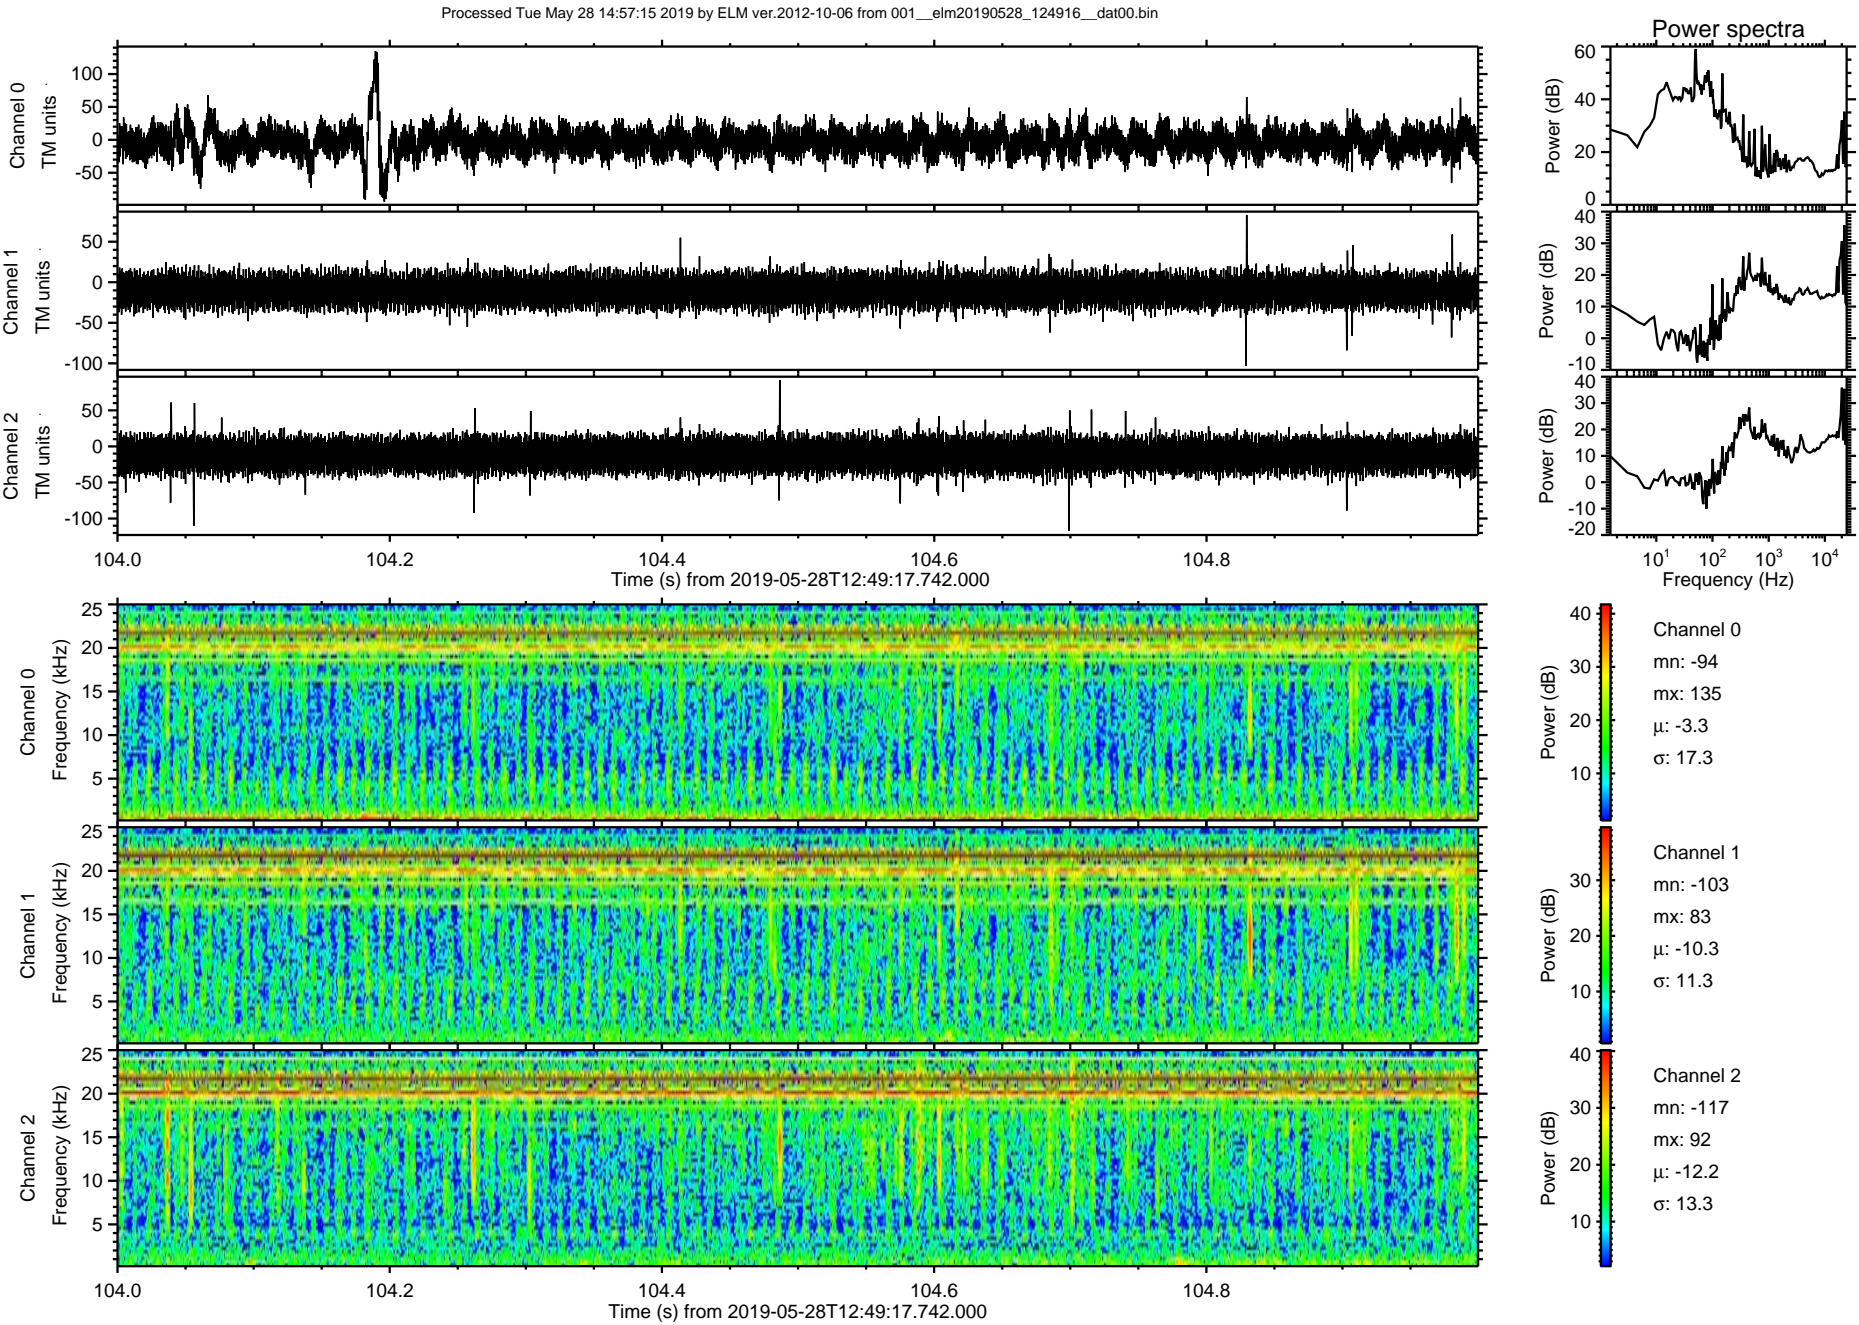 Processed Tue May 28 14:57:15 2019 by ELM ver.2012-10-06 from 001__elm20190528_124916__dat00.bin
Power spectra
Channel 0
TM units
100
50
0
-50
Power (dB)
60
40
20
0
Channel 1
TM units
50
0
-50
-100
Power (dB)
40
30
20
10
0
-10
Channel 2
TM units
50
0
-50
-100
Power (dB)
40
30
20
10
0
-10
-20
104.0 104.2 104.4 104.6 104.8
Time (s) from 2019-05-28T12:49:17.742.000
10¹ 10² 10³ 10⁴
Frequency (Hz)
Channel 0
Frequency (kHz)
25
20
15
10
5
Power (dB)
40
30
20
10
Channel 0
mn: -94
mx: 135
μ: -3.3
σ: 17.3
Channel 1
Frequency (kHz)
25
20
15
10
5
Power (dB)
30
20
10
Channel 1
mn: -103
mx: 83
μ: -10.3
σ: 11.3
Channel 2
Frequency (kHz)
25
20
15
10
5
Power (dB)
40
30
20
10
Channel 2
mn: -117
mx: 92
μ: -12.2
σ: 13.3
104.0 104.2 104.4 104.6 104.8
Time (s) from 2019-05-28T12:49:17.742.000